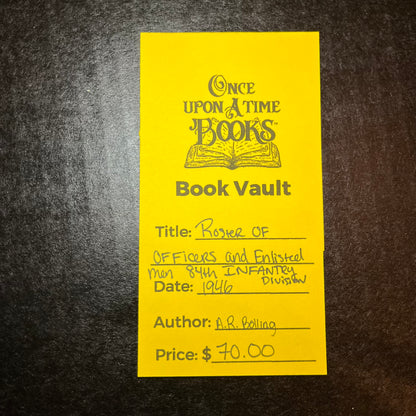 ONCE
UPON A TIME
BOOKS
Book Vault
Title: Roster OF
OFFicers and Enlisted
men 84th INFANTRY
Division
Date: 1946
Author: A.R. Bolling
Price: $ 70.00